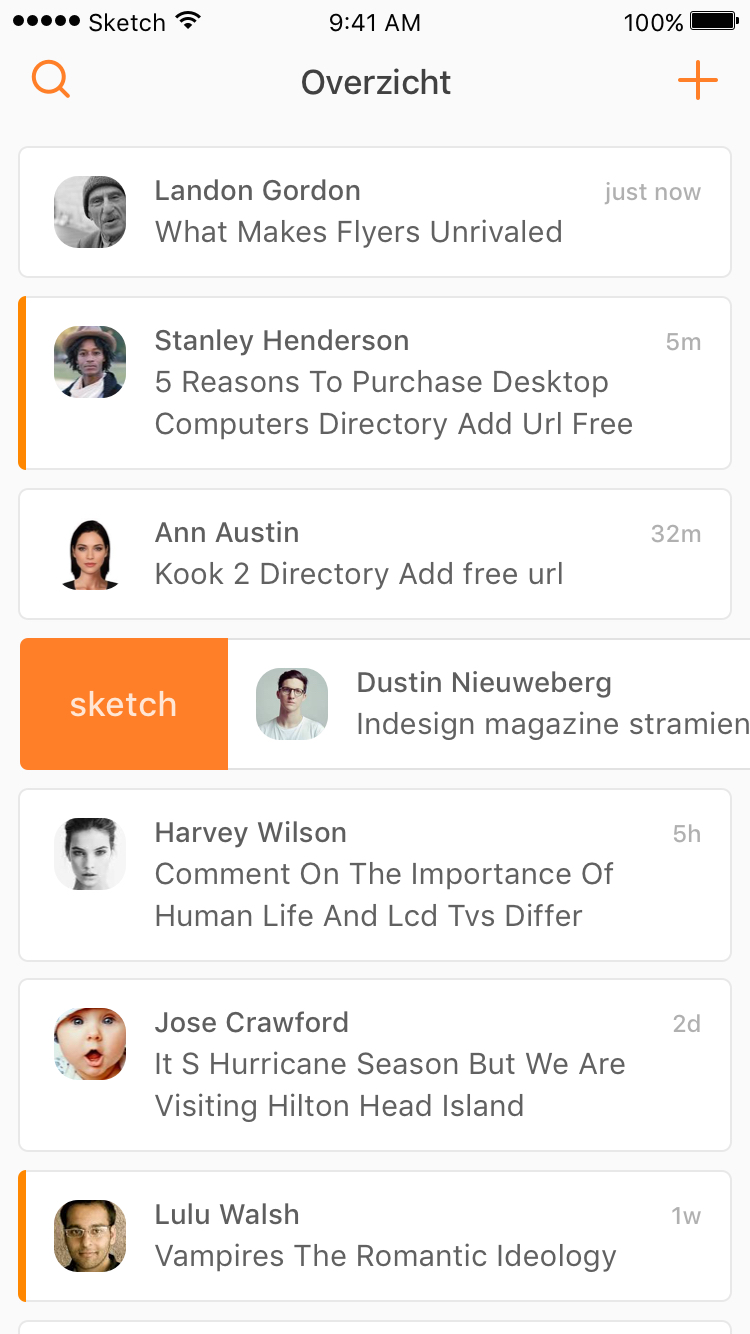 Sketch 9:41 AM 100%
Overzicht
Landon Gordon just now
What Makes Flyers Unrivaled
Stanley Henderson 5m
5 Reasons To Purchase Desktop
Computers Directory Add Url Free
Ann Austin 32m
Kook 2 Directory Add free url
sketch
Dustin Nieuweberg
Indesign magazine stramien
Harvey Wilson 5h
Comment On The Importance Of
Human Life And Lcd Tvs Differ
Jose Crawford 2d
It S Hurricane Season But We Are
Visiting Hilton Head Island
Lulu Walsh 1w
Vampires The Romantic Ideology